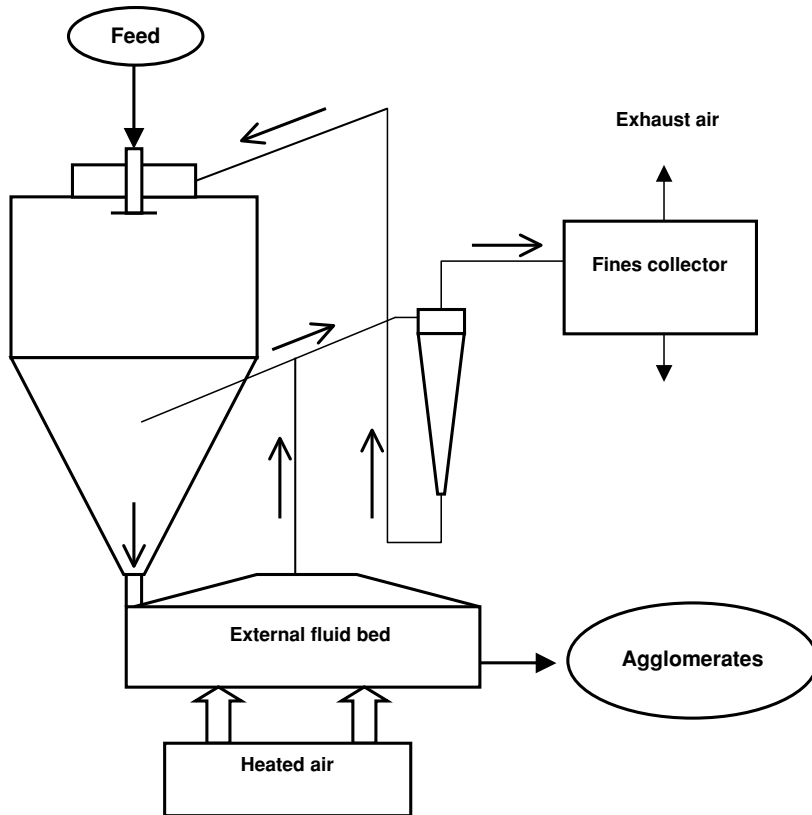 Feed
Exhaust air
Fines collector
External fluid bed
Agglomerates
Heated air